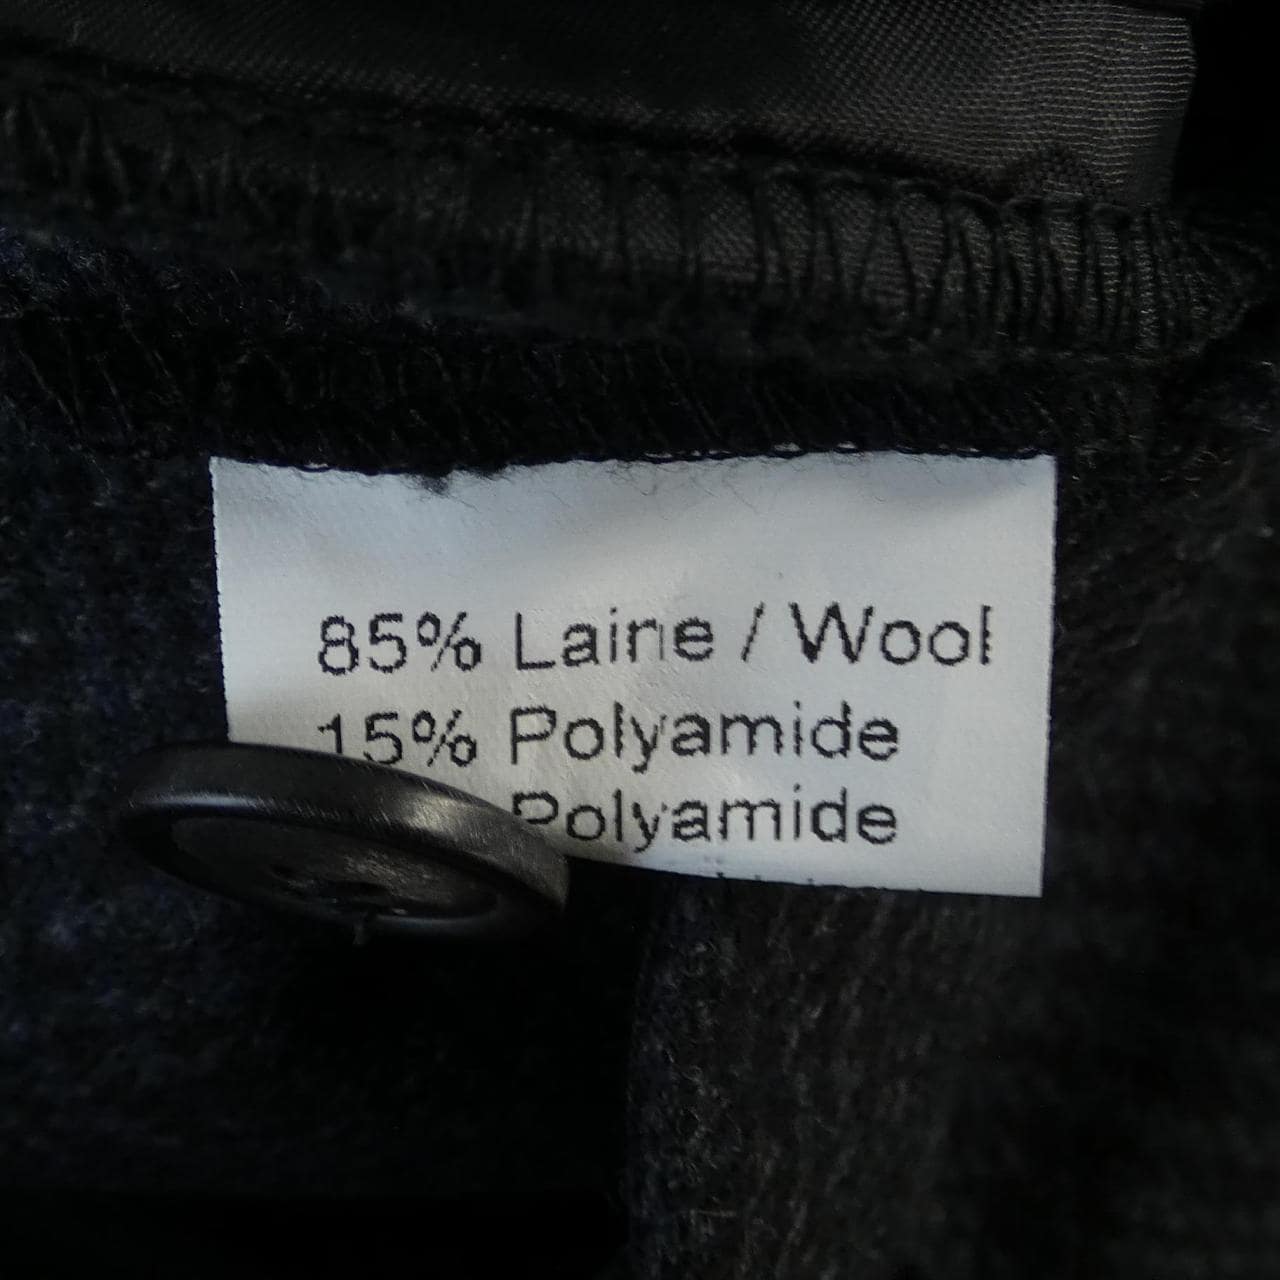 85% Laine / Wool
15% Polyamide
Polyamide